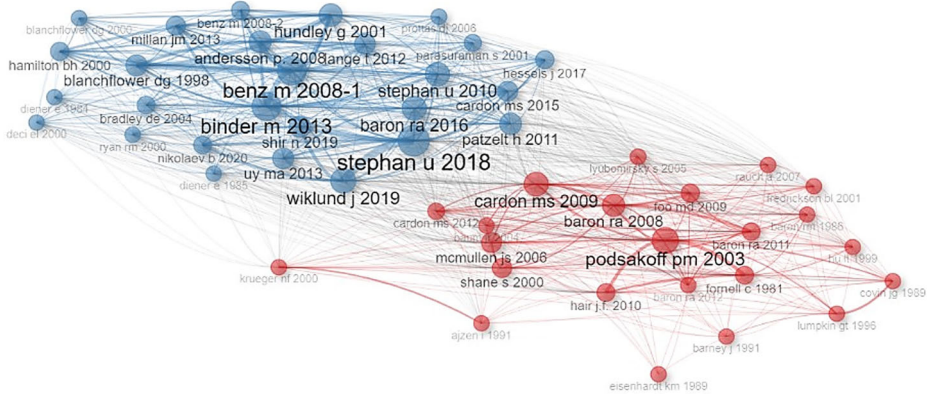 blanchflower dg 2000
benz m 2008-2
hundley g 2001
millan jm 2013
parasuraman s 2001
andersson p. 2008
lange t 2012
hamilton bh 2000
hessels j 2017
blanchflower dg 1998
benz m 2008-1
stephan u 2010
cardon ms 2015
diener e 1984
bradley de 2004
binder m 2013
baron ra 2016
deci el 2000
ryan rm 2000
shir n 2019
patzelt h 2011
nikolaev b 2020
stephan u 2018
uy ma 2013
diener e 1985
wiklund j 2019
lyubomirsky s 2005
rauch a 2007
cardon ms 2009
foo md 2009
fredrickson bl 2001
cardon ms 2012
baron ra 2008
baron rm 1986
baron ra 2011
mcmullen js 2006
podsakoff pm 2003
hu l 1999
krueger nf 2000
shane s 2000
fornell c 1981
baron ra 2012
covin jg 1989
hair j.f. 2010
lumpkin gt 1996
ajzen i 1991
barney j 1991
eisenhardt km 1989